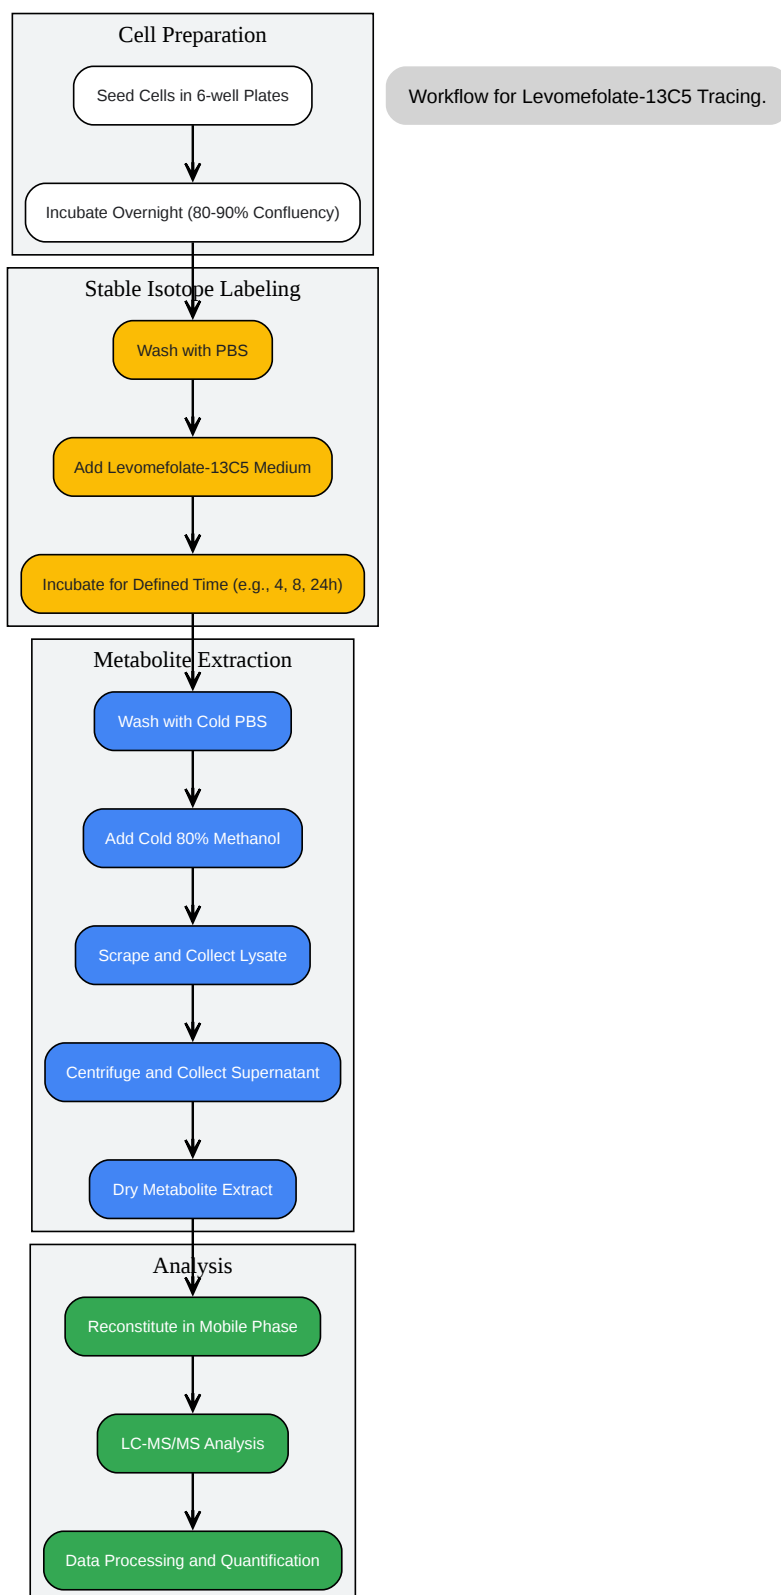 Cell Preparation
Seed Cells in 6-well Plates
Workflow for Levomefolate-13C5 Tracing.
Incubate Overnight (80-90% Confluency)
Stable Isotope Labeling
Wash with PBS
Add Levomefolate-13C5 Medium
Incubate for Defined Time (e.g., 4, 8, 24h)
Metabolite Extraction
Wash with Cold PBS
Add Cold 80% Methanol
Scrape and Collect Lysate
Centrifuge and Collect Supernatant
Dry Metabolite Extract
Analysis
Reconstitute in Mobile Phase
LC-MS/MS Analysis
Data Processing and Quantification